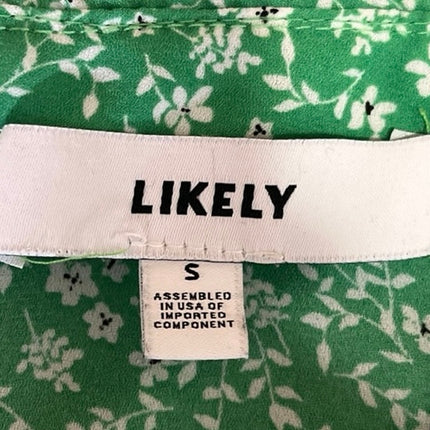 LIKELY
S
ASSEMBLED
IN USA OF
IMPORTED
COMPONENT